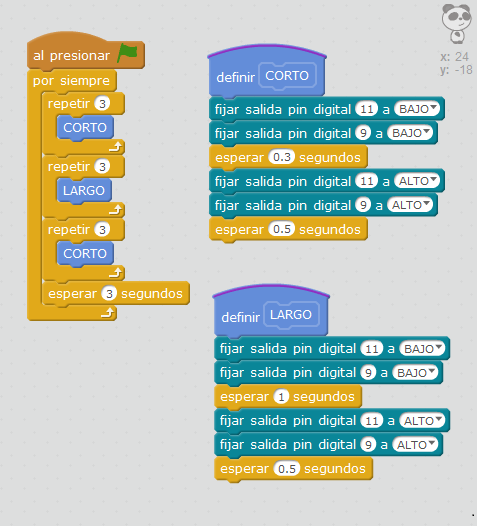 al presionar
por siempre
repetir 3
CORTO
repetir 3
LARGO
repetir 3
CORTO
esperar 3 segundos
definir CORTO
fijar salida pin digital 11 a BAJO
fijar salida pin digital 9 a BAJO
esperar 0.3 segundos
fijar salida pin digital 11 a ALTO
fijar salida pin digital 9 a ALTO
esperar 0.5 segundos
definir LARGO
fijar salida pin digital 11 a BAJO
fijar salida pin digital 9 a BAJO
esperar 1 segundos
fijar salida pin digital 11 a ALTO
fijar salida pin digital 9 a ALTO
esperar 0.5 segundos
x: 24
y: -18
.